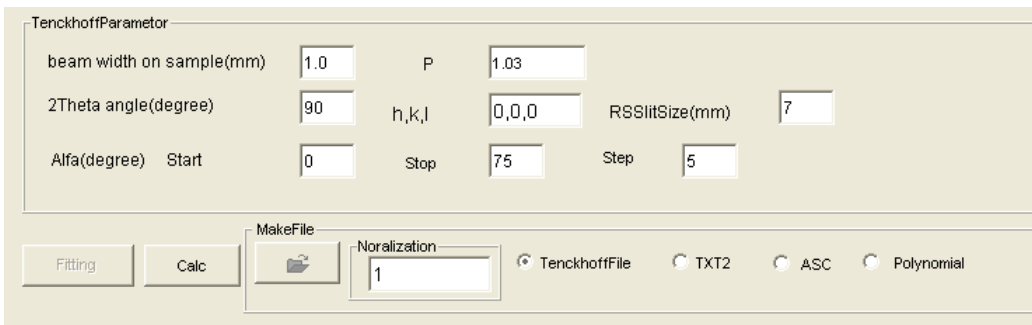 TenckhoffParametor
beam width on sample(mm) 1.0 P 1.03
2Theta angle(degree) 90 h,k,l 0,0,0 RSSlitSize(mm) 7
Alfa(degree) Start 0 Stop 75 Step 5
MakeFile
Noralization
Fitting Calc 1 TenckhoffFile TXT2 ASC Polynomial